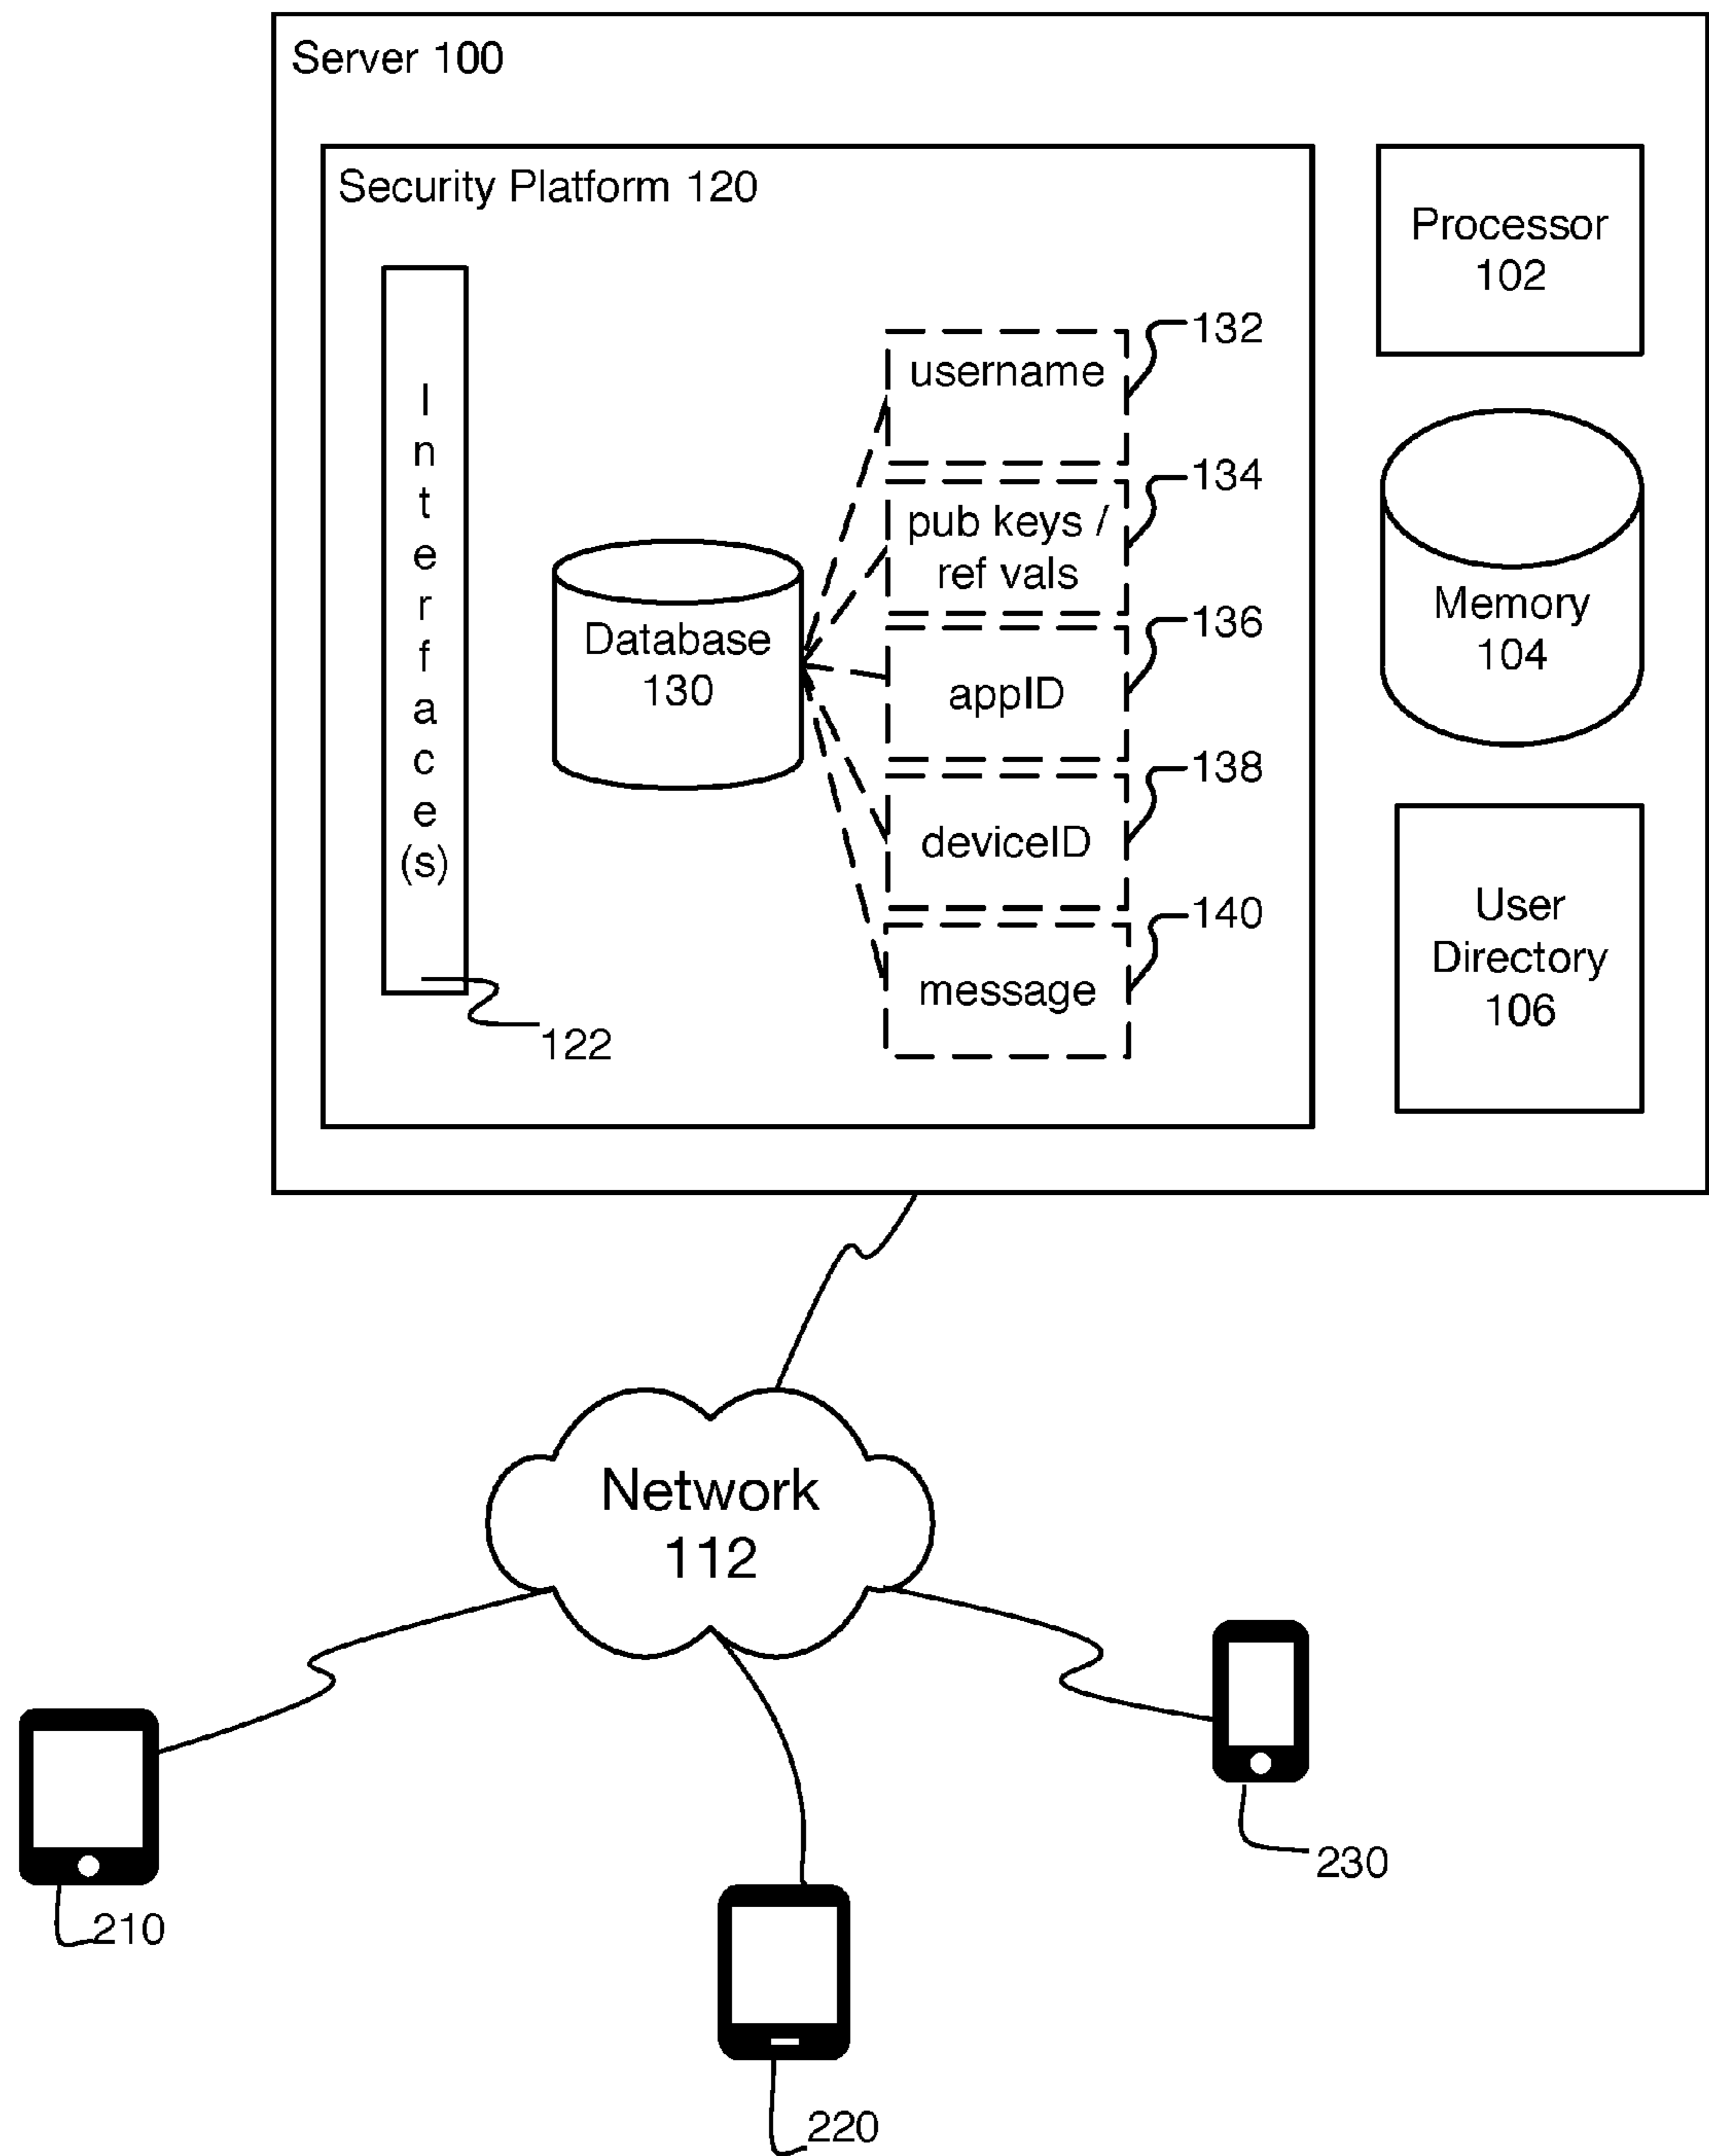 Server 100
Security Platform 120
Interface(s)
122
Database
130
username
132
pub keys /
ref vals
134
appID
136
deviceID
138
message
140
Processor
102
Memory
104
User
Directory
106
Network
112
210
220
230